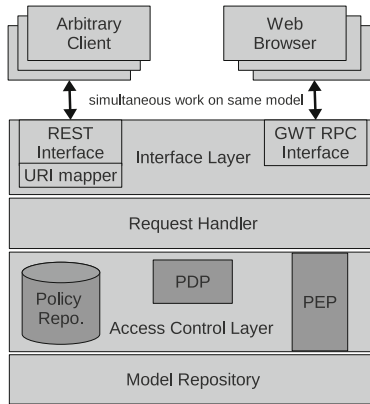 Arbitrary
Client
Web
Browser
simultaneous work on same model
REST
Interface
URI mapper
Interface Layer
GWT RPC
Interface
Request Handler
Policy
Repo.
PDP
PEP
Access Control Layer
Model Repository